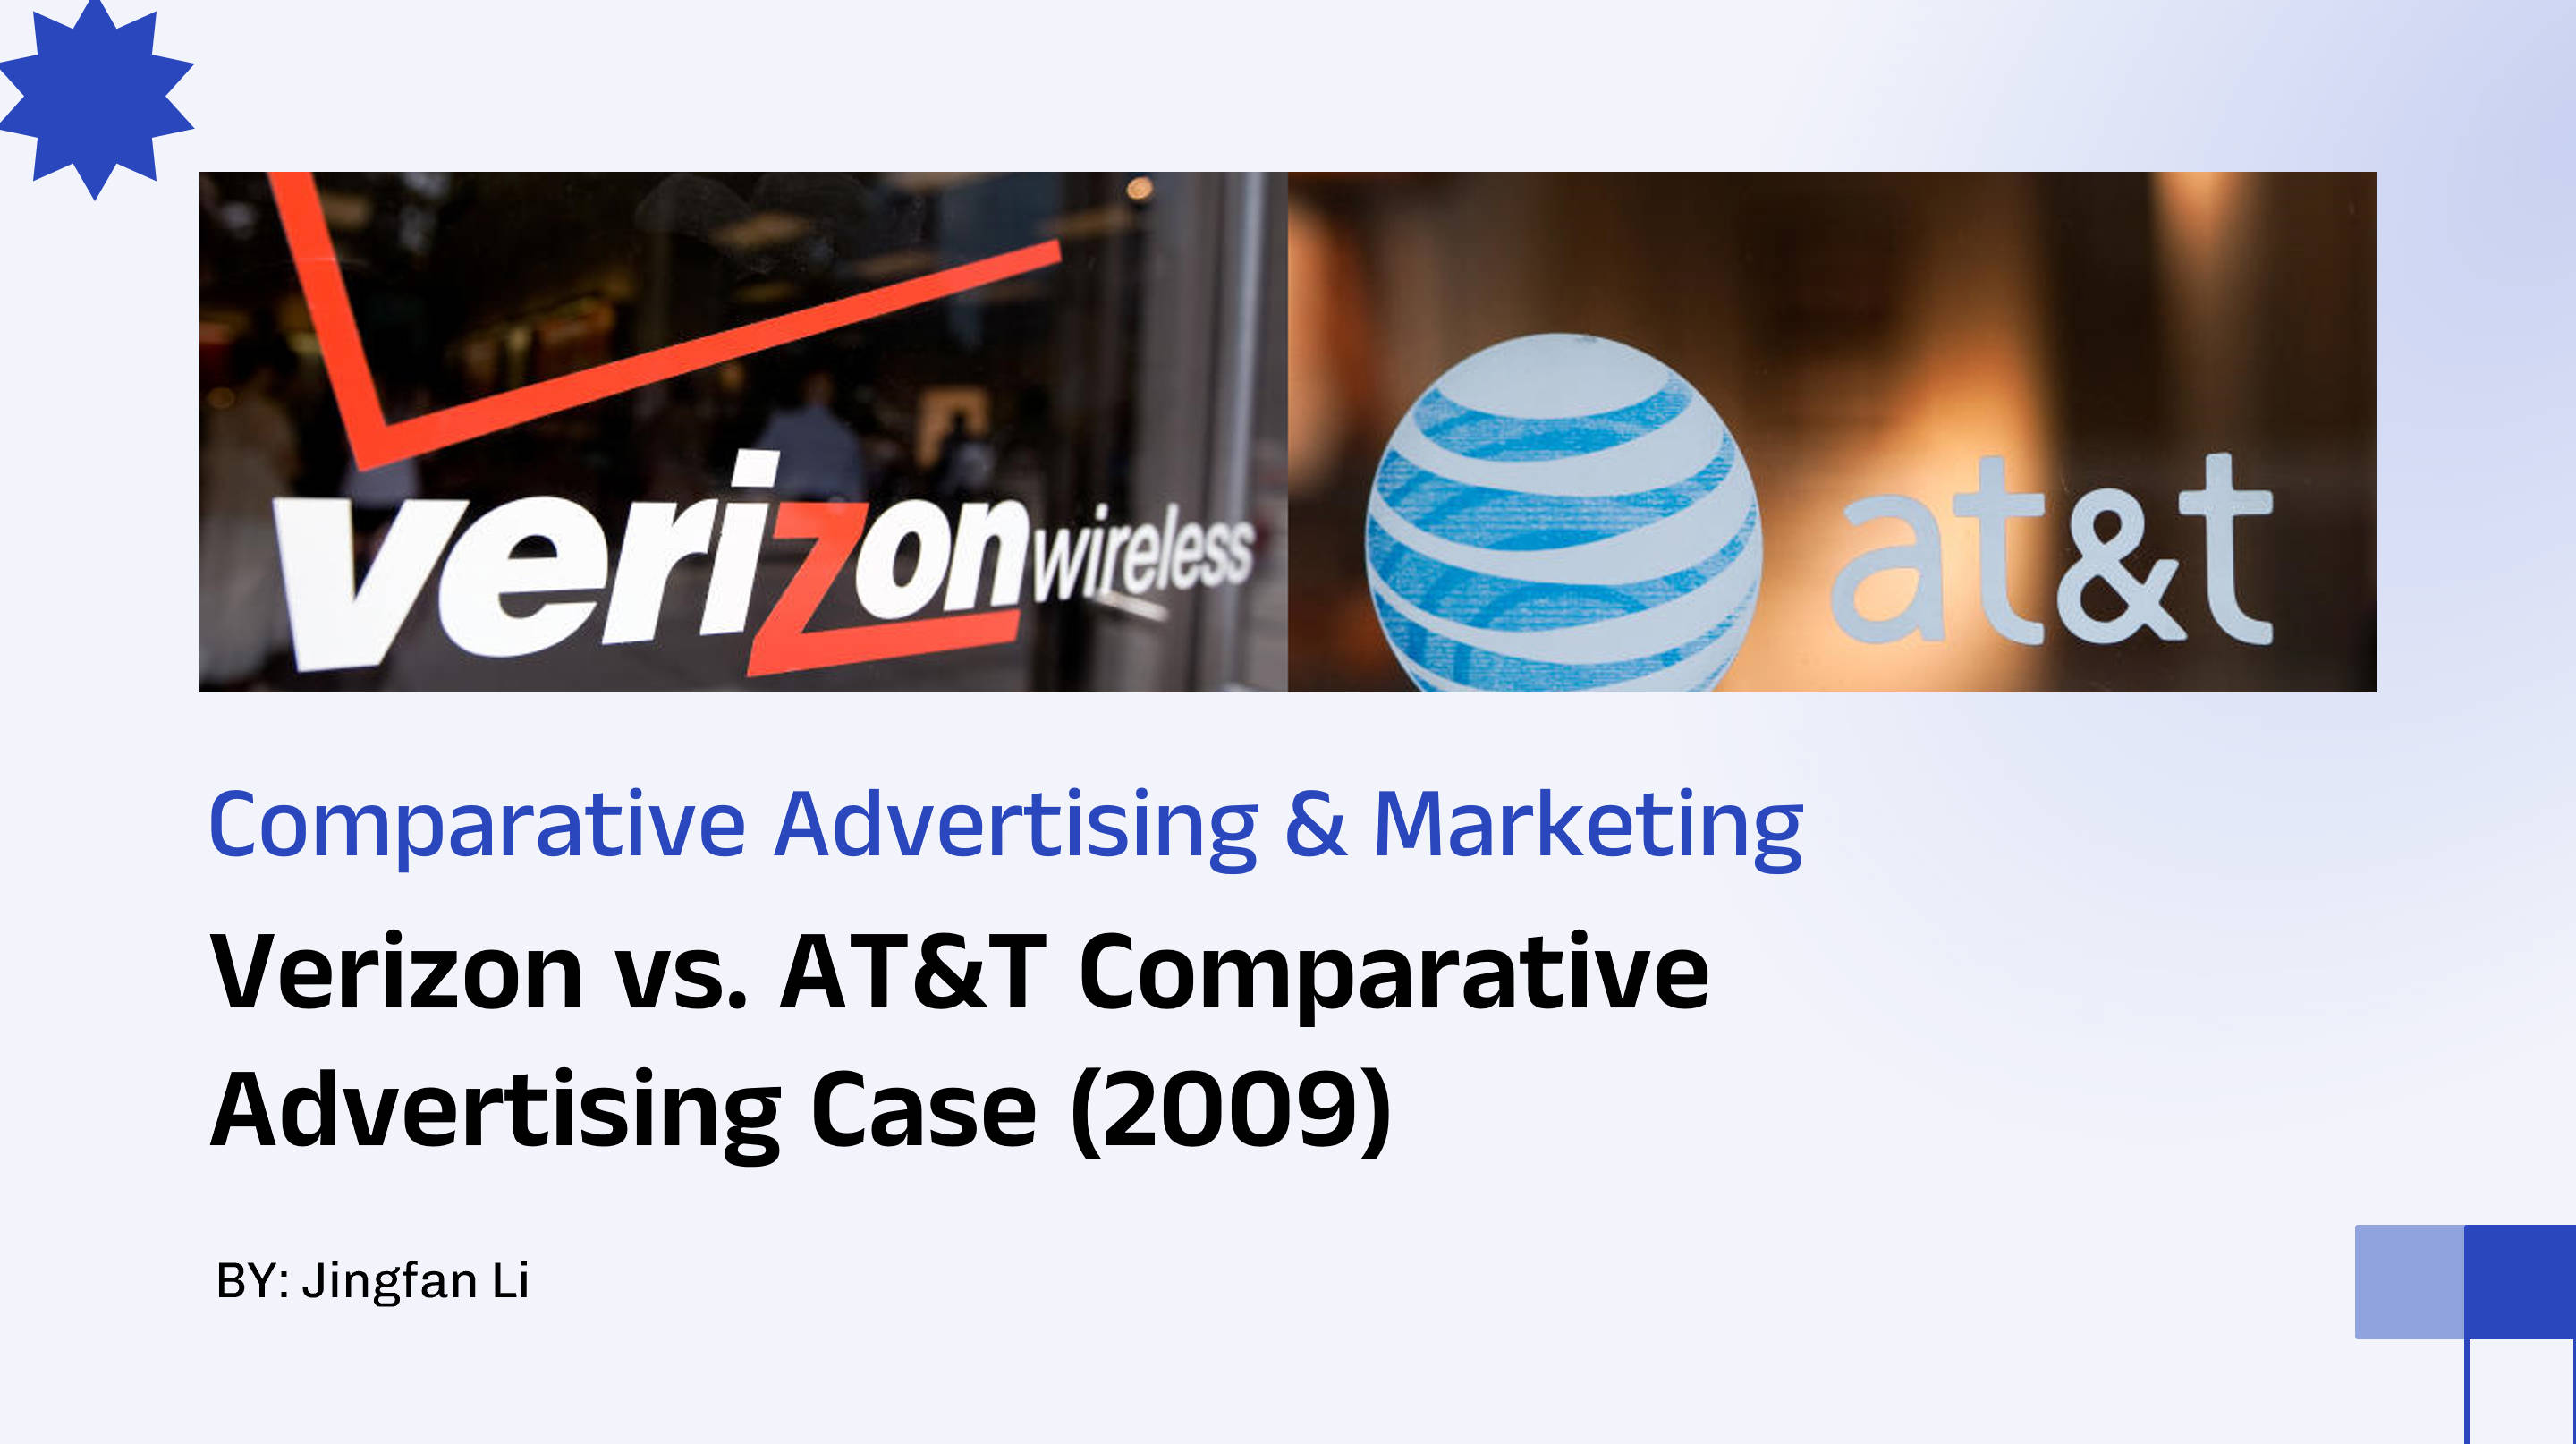 verizon wireless
at&t
Comparative Advertising & Marketing
Verizon vs. AT&T Comparative
Advertising Case (2009)
BY: Jingfan Li